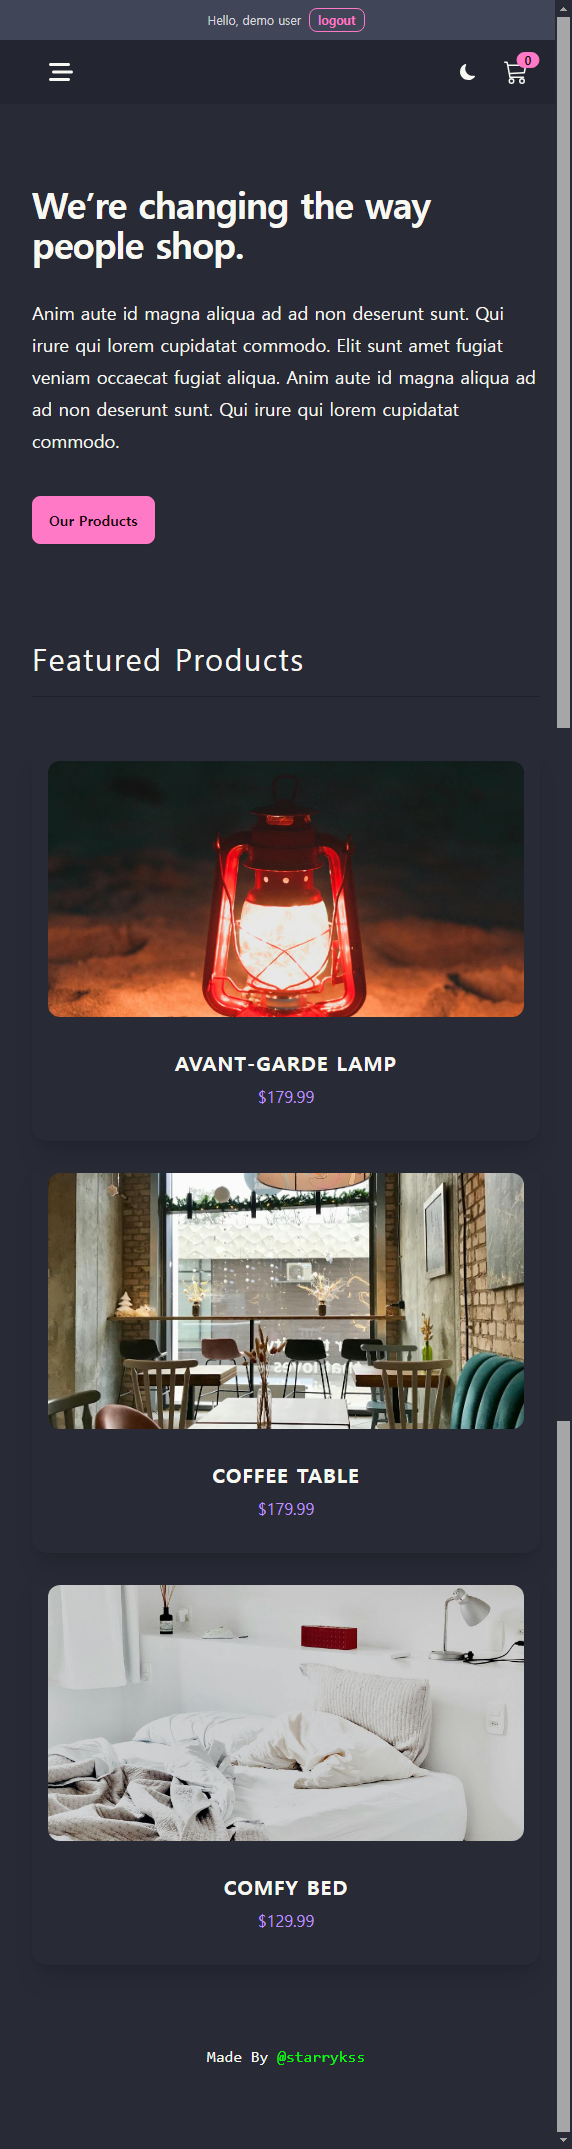 Hello, demo user logout
0
We're changing the way
people shop.
Anim aute id magna aliqua ad ad non deserunt sunt. Qui
irure qui lorem cupidatat commodo. Elit sunt amet fugiat
veniam occaecat fugiat aliqua. Anim aute id magna aliqua ad
ad non deserunt sunt. Qui irure qui lorem cupidatat
commodo.
Our Products
Featured Products
AVANT-GARDE LAMP
$179.99
COFFEE TABLE
$179.99
COMFY BED
$129.99
Made By @starrykss